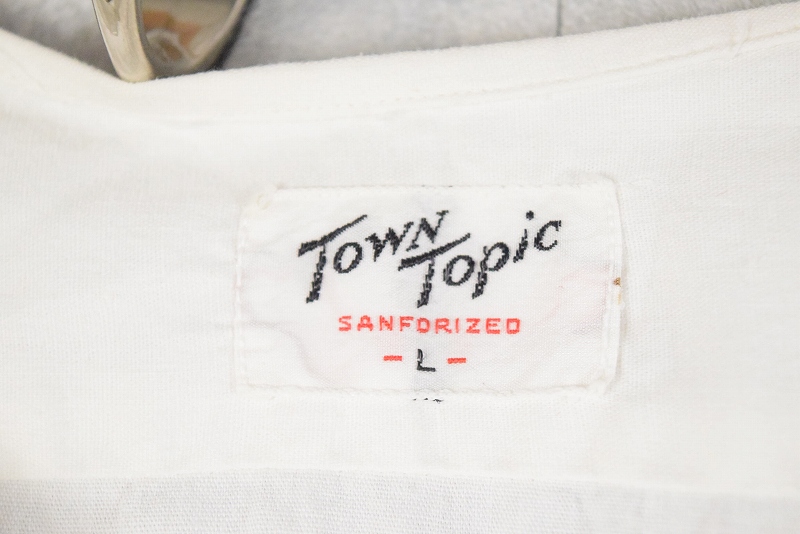 Town
Topic
SANFORIZED
- L -